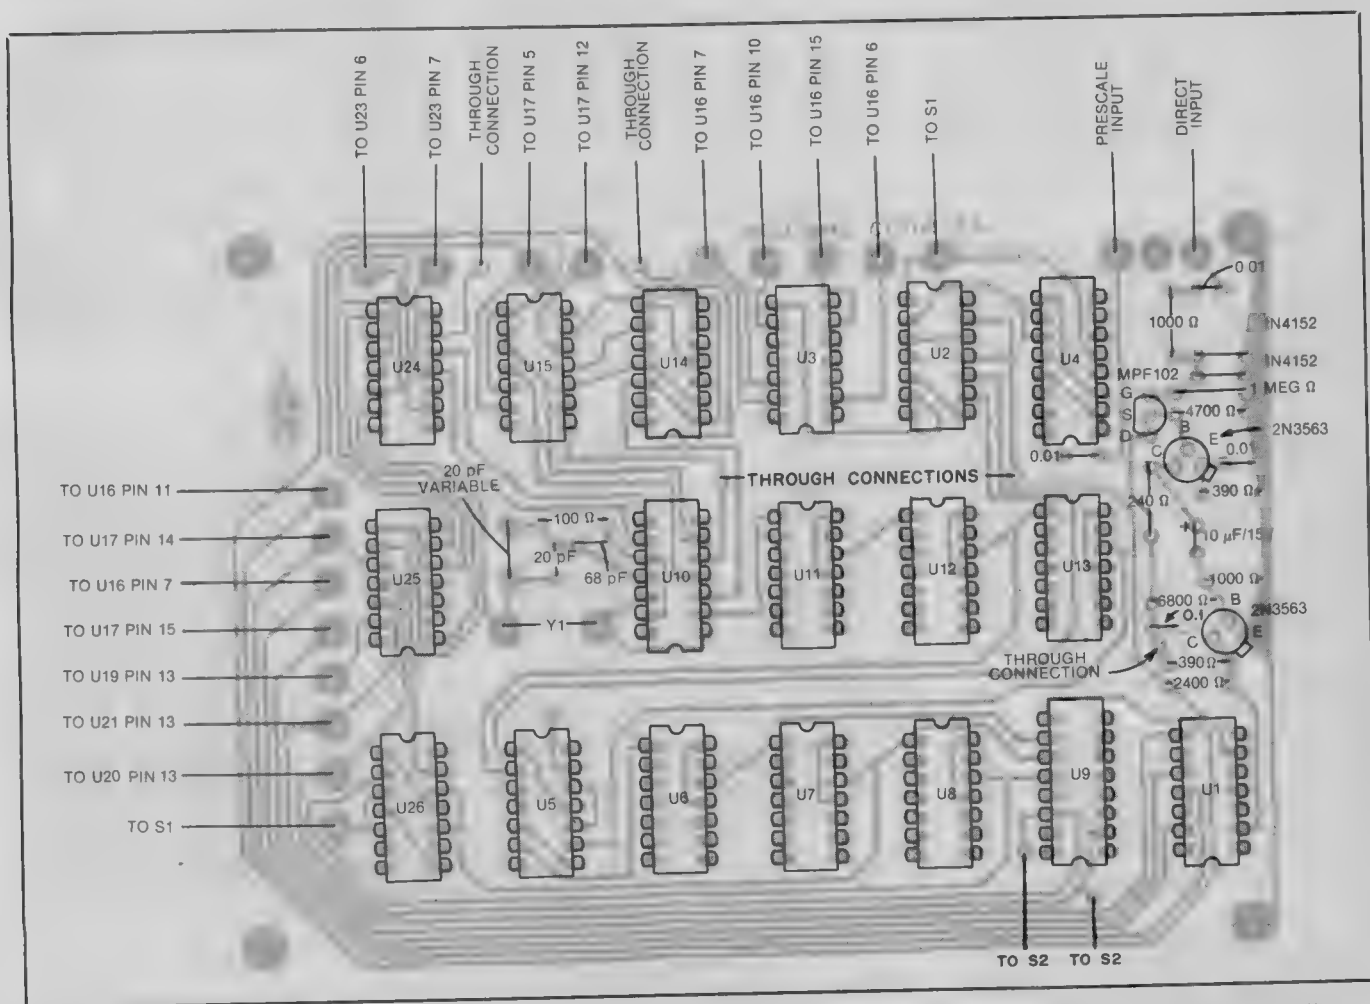 TO U23 PIN 6
TO U23 PIN 7
THROUGH
CONNECTION
TO U17 PIN 5
TO U17 PIN 12
THROUGH
CONNECTION
TO U16 PIN 7
TO U16 PIN 10
TO U16 PIN 15
TO U16 PIN 6
TO S1
PRESCALE
INPUT
DIRECT
INPUT
0.01
1000 Ω
IN4152
IN4152
MPF102
G
1 MEG Ω
S
4700 Ω
B
D
E
2N3563
C
0.01
0.01
U24
U15
U14
U3
U2
U4
20 pF
VARIABLE
THROUGH CONNECTIONS
240 Ω
390 Ω
TO U16 PIN 11
TO U17 PIN 14
TO U16 PIN 7
TO U17 PIN 15
TO U19 PIN 13
TO U21 PIN 13
TO U20 PIN 13
TO S1
100 Ω
20 pF
68 pF
+
10 µF/15V
U25
U10
U11
U12
U13
Y1
1000 Ω
6800 Ω
B
2N3563
0.1
E
C
THROUGH
CONNECTION
390Ω
2400 Ω
U26
U5
U6
U7
U8
U9
U1
TO S2
TO S2